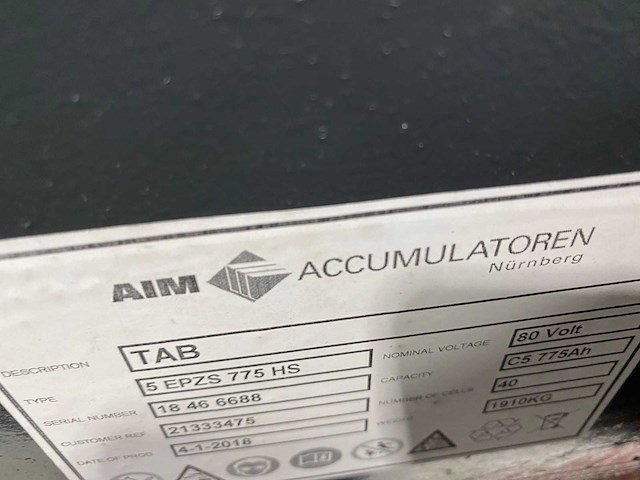 AIM ACCUMULATOREN
Nürnberg
DESCRIPTION TAB
TYPE 5 EPZS 775 HS
SERIAL NUMBER 18 46 6688
CUSTOMER REF 21333475
DATE OF PROD 4-1-2018
NOMINAL VOLTAGE 80 Volt
CAPACITY C5 775Ah
NUMBER OF CELLS 40
1910KG